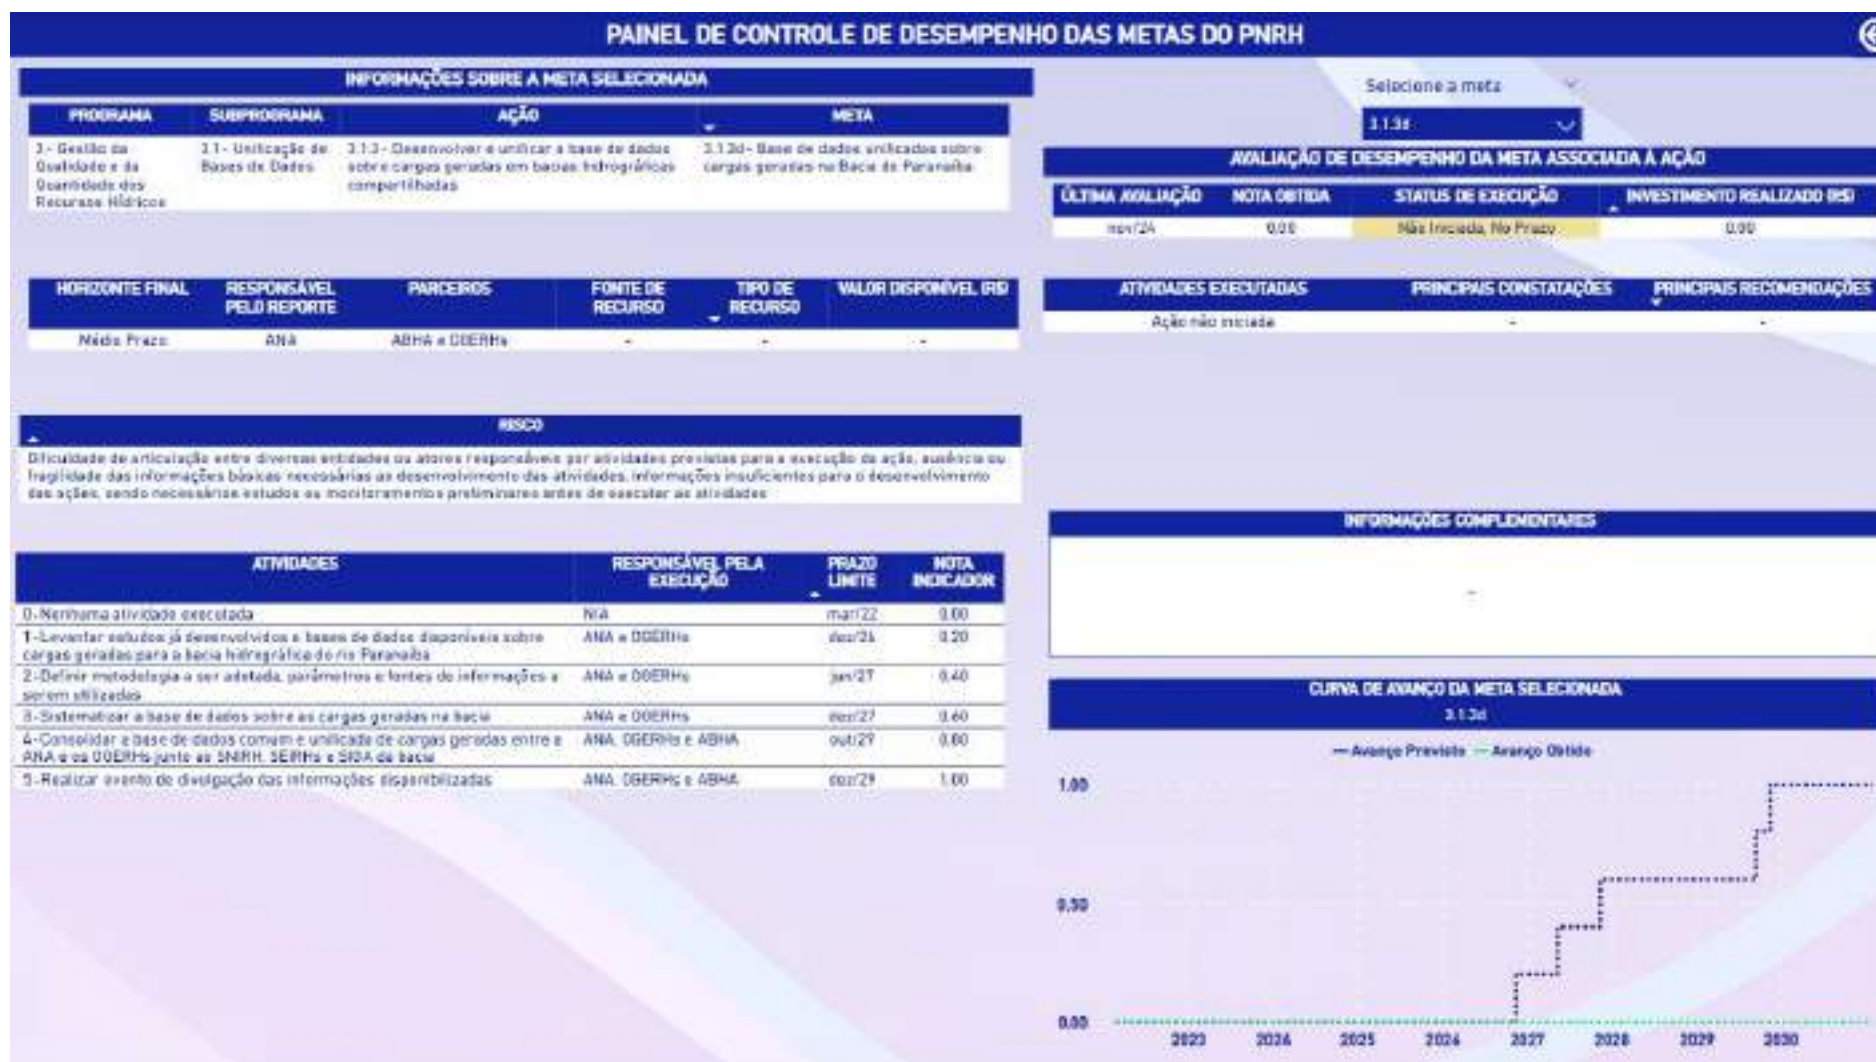 PAINEL DE CONTROLE DE DESEMPENHO DAS METAS DO PNRH
INFORMAÇÕES SOBRE A META SELECIONADA
PROGRAMA SUBPROGRAMA AÇÃO META
3.- Gestão da Qualidade e da Quantidade dos Recursos Hídricos
3.1- Unificação de Bases de Dados
3.1.3- Desenvolver e unificar a base de dados sobre cargas geradas em bacias hidrográficas compartilhadas
3.1.3d- Base de dados unificados sobre cargas geradas na Bacia do Paranaíba
HORIZONTE FINAL RESPONSÁVEL PELO REPORTE PARCEIROS FONTE DE RECURSO TIPO DE RECURSO VALOR DISPONÍVEL (R$)
Médio Prazo ANA ABHA e OGERHs - - -
RISCO
Dificuldade de articulação entre diversas entidades ou atores responsáveis por atividades previstas para a execução da ação, ausência ou
fragilidade das informações básicas necessárias ao desenvolvimento das atividades, informações insuficientes para o desenvolvimento
das ações, sendo necessários estudos ou monitoramentos preliminares antes de executar as atividades
ATIVIDADES RESPONSÁVEL PELA EXECUÇÃO PRAZO LIMITE NOTA INDICADOR
0-Nenhuma atividade executada N/A mar/22 0.00
1-Levantar estudos já desenvolvidos e bases de dados disponíveis sobre ANA e OGERHs dez/26 0.20
cargas geradas para a bacia hidrográfica do rio Paranaíba
2-Definir metodologia a ser adotada, parâmetros e fontes de informações a ANA e OGERHs jun/27 0.40
serem utilizadas
3-Sistematizar a base de dados sobre as cargas geradas na bacia ANA e OGERHs dez/27 0.60
4-Consolidar a base de dados comum e unificada de cargas geradas entre a ANA, OGERHs e ABHA out/29 0.80
ANA e os OGERHs junto ao SNIRH, SEIRHs e SIGA da bacia
5-Realizar evento de divulgação das informações disponibilizadas ANA, OGERHs e ABHA dez/29 1.00
Selecione a meta
3.1.3d
AVALIAÇÃO DE DESEMPENHO DA META ASSOCIADA À AÇÃO
ÚLTIMA AVALIAÇÃO NOTA OBTIDA STATUS DE EXECUÇÃO INVESTIMENTO REALIZADO (R$)
nov/24 0.00 Não Iniciada, No Prazo 0.00
ATIVIDADES EXECUTADAS PRINCIPAIS CONSTATAÇÕES PRINCIPAIS RECOMENDAÇÕES
Ação não iniciada - -
INFORMAÇÕES COMPLEMENTARES
-
CURVA DE AVANÇO DA META SELECIONADA
3.1.3d
Avanço Previsto Avanço Obtido
1.00
0.50
0.00
2023 2024 2025 2026 2027 2028 2029 2030